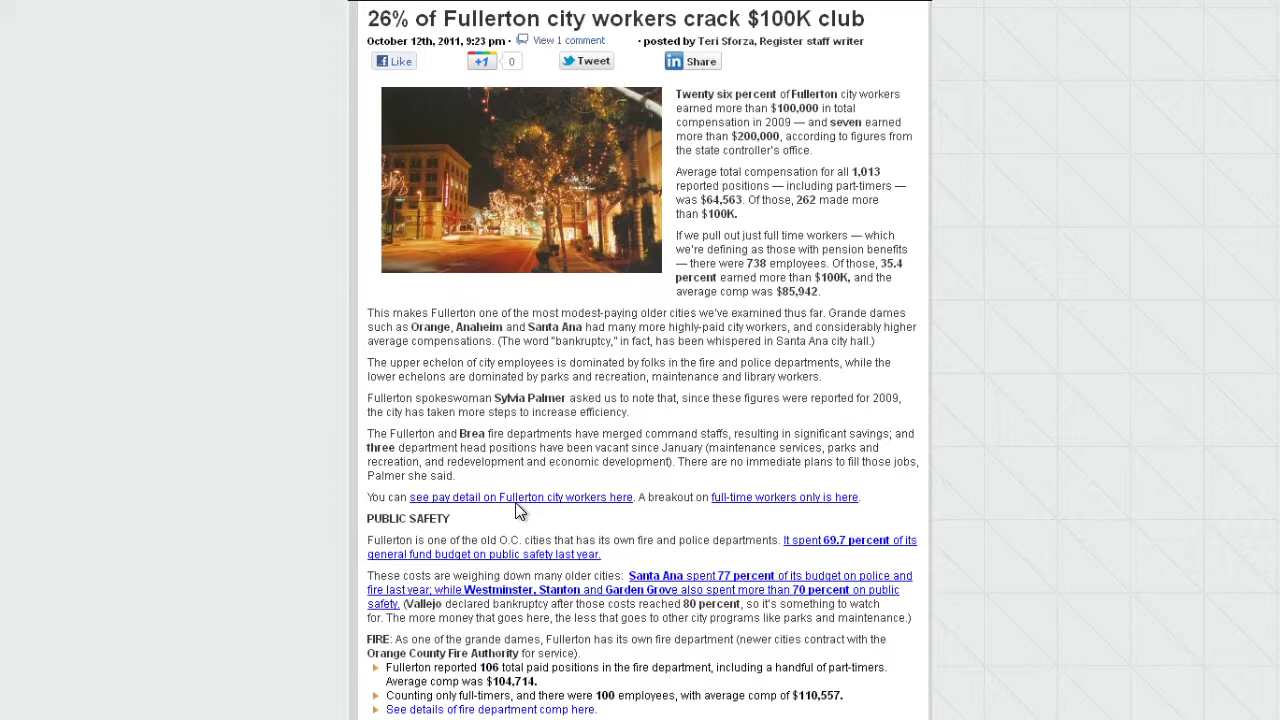 26% of Fullerton city workers crack $100K club
October 12th, 2011, 9:23 pm · View 1 comment · posted by Teri Sforza, Register staff writer
Like +1 0 Tweet Share
Twenty six percent of Fullerton city workers
earned more than $100,000 in total
compensation in 2009 — and seven earned
more than $200,000, according to figures from
the state controller's office.
Average total compensation for all 1,013
reported positions — including part-timers —
was $64,563. Of those, 262 made more
than $100K.
If we pull out just full time workers — which
we're defining as those with pension benefits
— there were 738 employees. Of those, 35.4
percent earned more than $100K, and the
average comp was $85,942.
This makes Fullerton one of the most modest-paying older cities we've examined thus far. Grande dames
such as Orange, Anaheim and Santa Ana had many more highly-paid city workers, and considerably higher
average compensations. (The word "bankruptcy," in fact, has been whispered in Santa Ana city hall.)
The upper echelon of city employees is dominated by folks in the fire and police departments, while the
lower echelons are dominated by parks and recreation, maintenance and library workers.
Fullerton spokeswoman Sylvia Palmer asked us to note that, since these figures were reported for 2009,
the city has taken more steps to increase efficiency.
The Fullerton and Brea fire departments have merged command staffs, resulting in significant savings; and
three department head positions have been vacant since January (maintenance services, parks and
recreation, and redevelopment and economic development). There are no immediate plans to fill those jobs,
Palmer she said.
You can see pay detail on Fullerton city workers here. A breakout on full-time workers only is here.
PUBLIC SAFETY
Fullerton is one of the old O.C. cities that has its own fire and police departments. It spent 69.7 percent of its
general fund budget on public safety last year.
These costs are weighing down many older cities: Santa Ana spent 77 percent of its budget on police and
fire last year; while Westminster, Stanton and Garden Grove also spent more than 70 percent on public
safety. (Vallejo declared bankruptcy after those costs reached 80 percent, so it's something to watch
for. The more money that goes here, the less that goes to other city programs like parks and maintenance.)
FIRE: As one of the grande dames, Fullerton has its own fire department (newer cities contract with the
Orange County Fire Authority for service).
Fullerton reported 106 total paid positions in the fire department, including a handful of part-timers.
Average comp was $104,714.
Counting only full-timers, and there were 100 employees, with average comp of $110,557.
See details of fire department comp here.